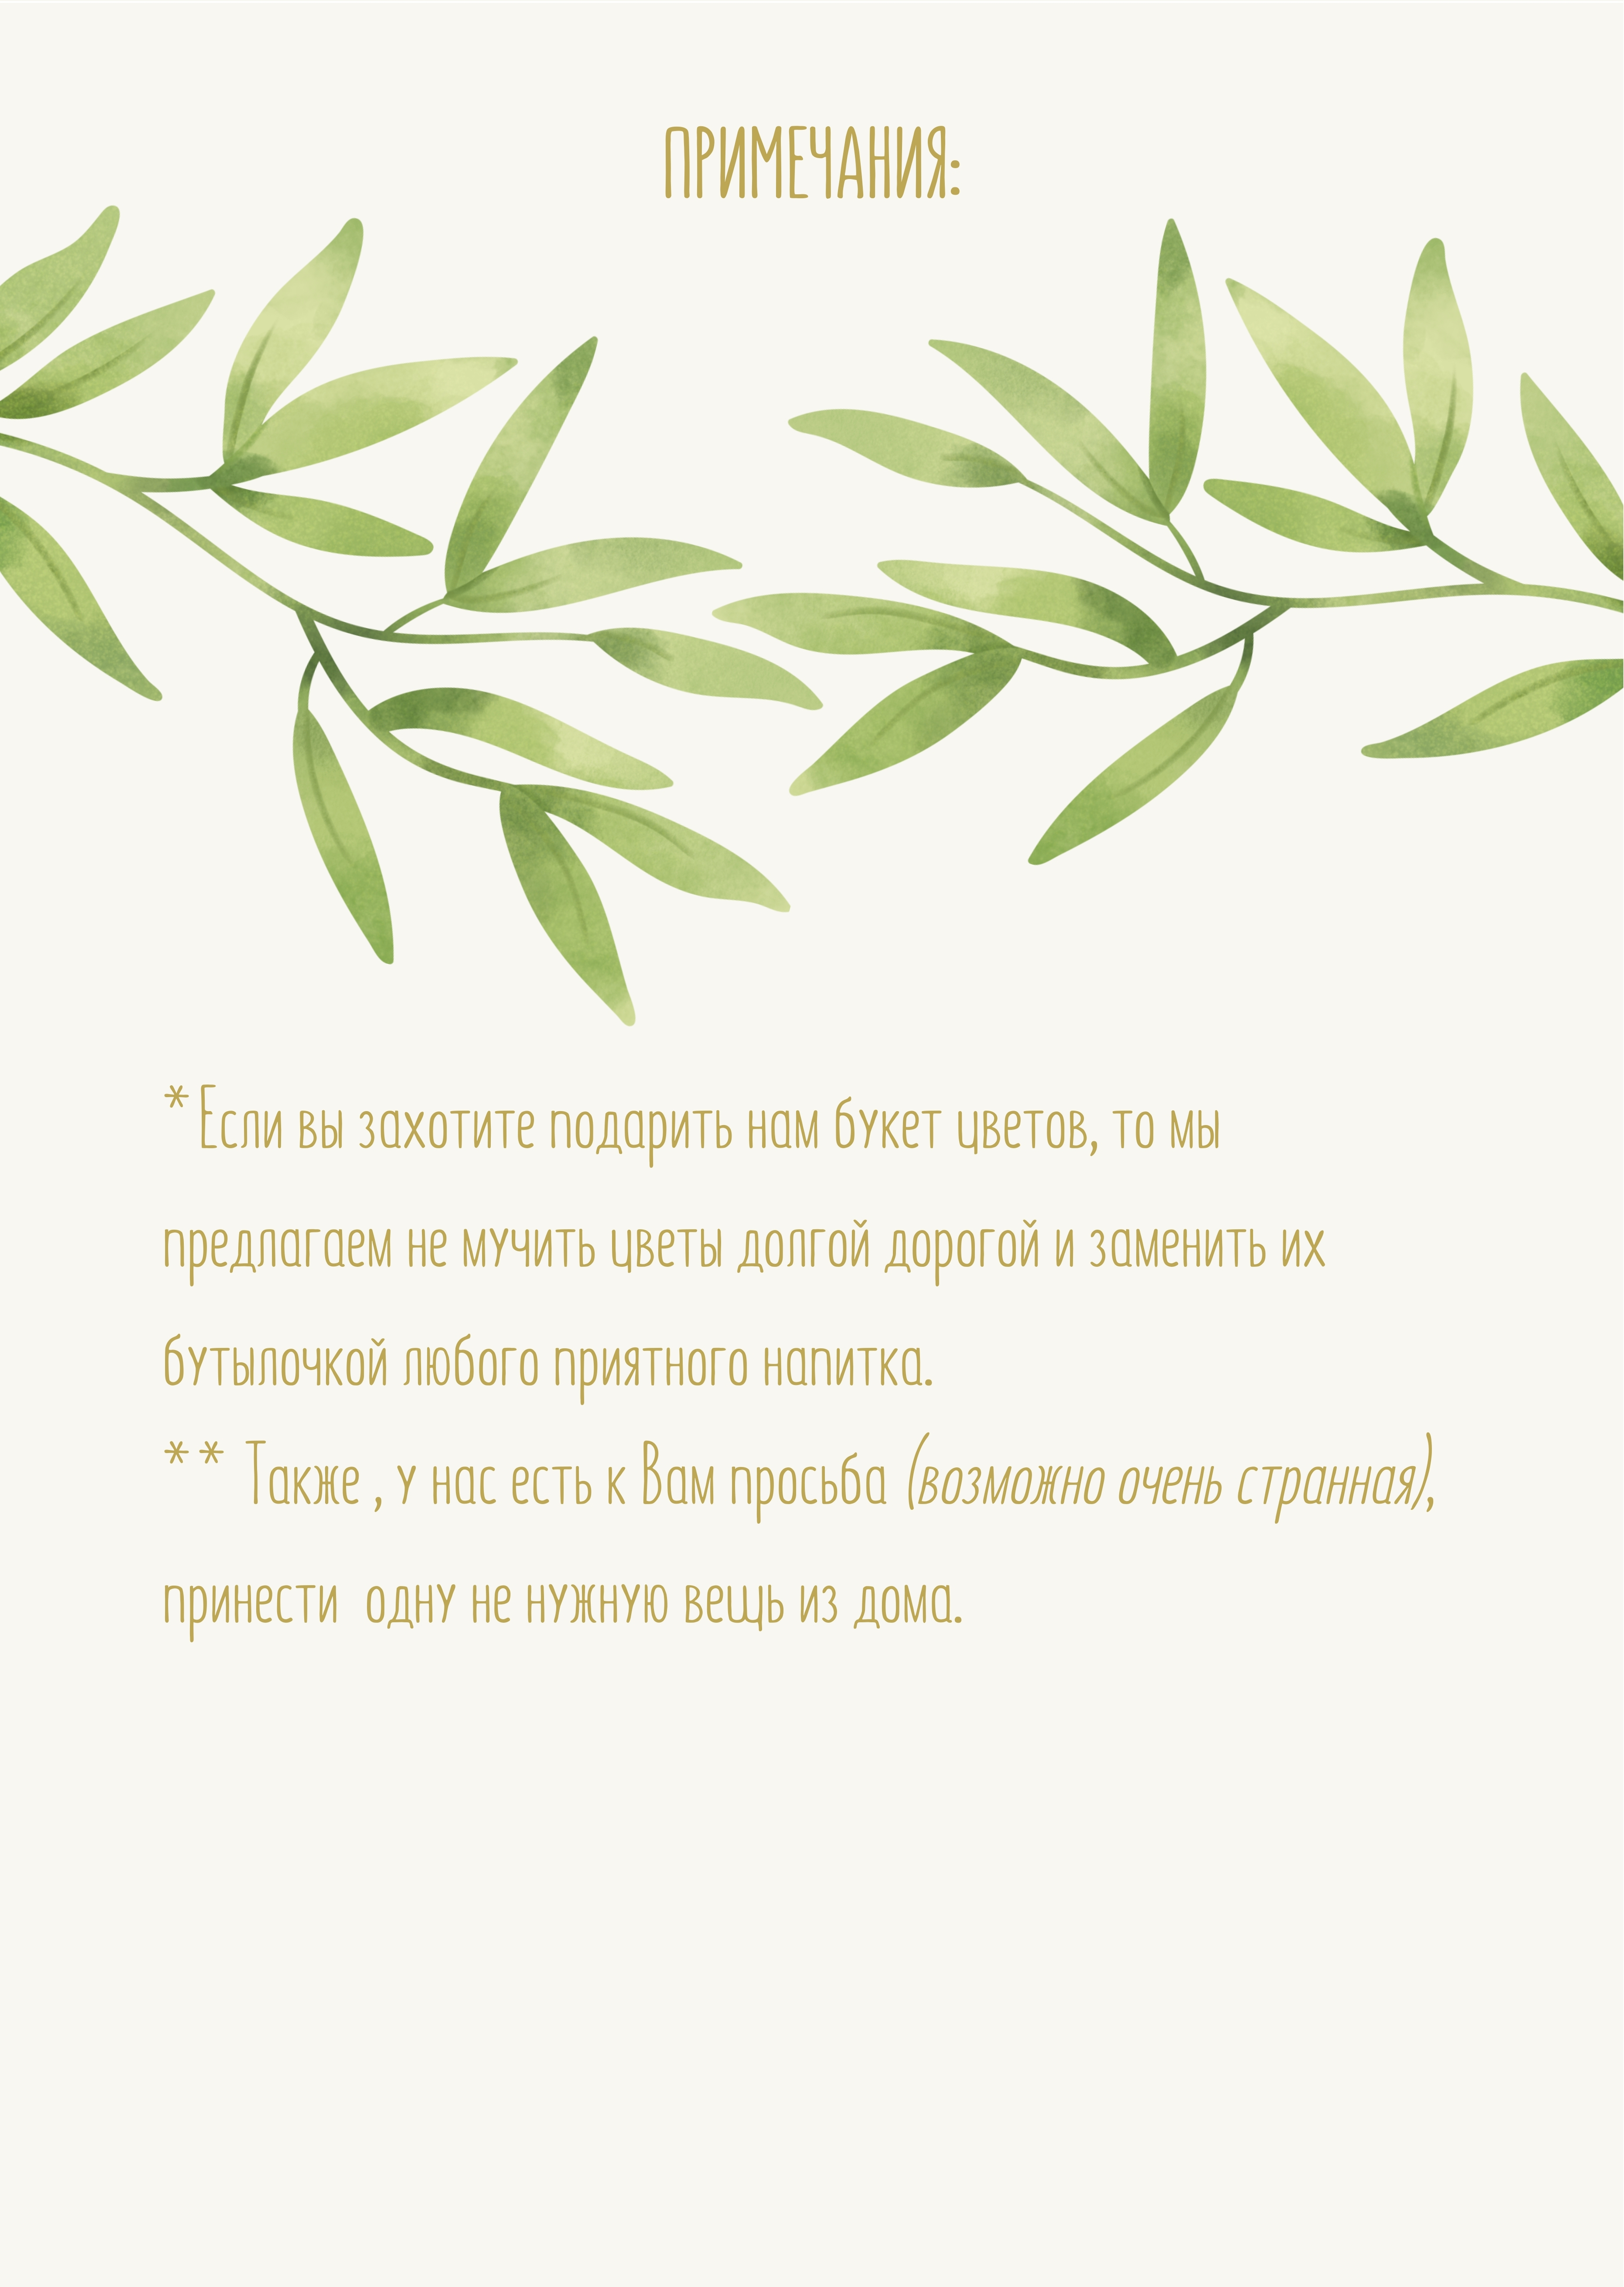 ПРИМЕЧАНИЯ:
* Если вы захотите подарить нам букет цветов, то мы
предлагаем не мучить цветы долгой дорогой и заменить их
бутылочкой любого приятного напитка.
** Также , у нас есть к Вам просьба (возможно очень странная),
принести одну не нужную вещь из дома.